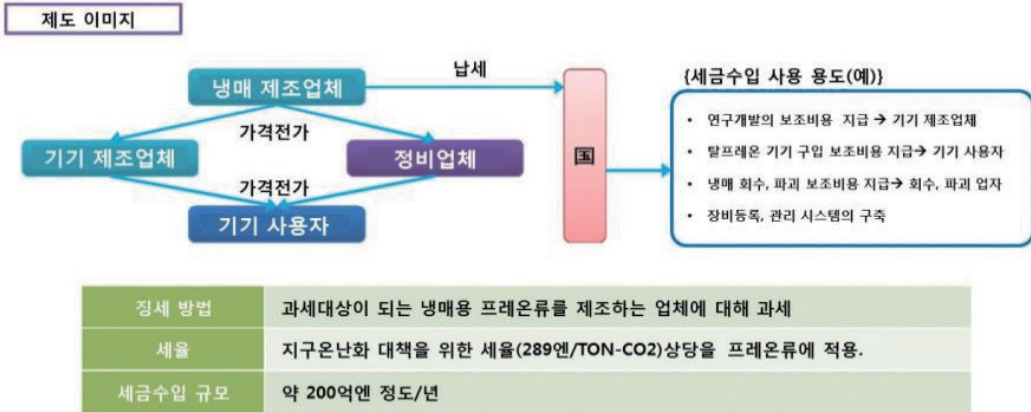 제도 이미지
냉매 제조업체
납세
{세금수입 사용 용도(예)}
가격전가
기기 제조업체
정비업체
国
가격전가
기기 사용자
• 연구개발의 보조비용 지급 → 기기 제조업체
• 탈프레온 기기 구입 보조비용 지급→ 기기 사용자
• 냉매 회수, 파괴 보조비용 지급→ 회수, 파괴 업자
• 장비등록, 관리 시스템의 구축
징세 방법 과세대상이 되는 냉매용 프레온류를 제조하는 업체에 대해 과세
세율 지구온난화 대책을 위한 세율(289엔/TON-CO2)상당을 프레온류에 적용.
세금수입 규모 약 200억엔 정도/년